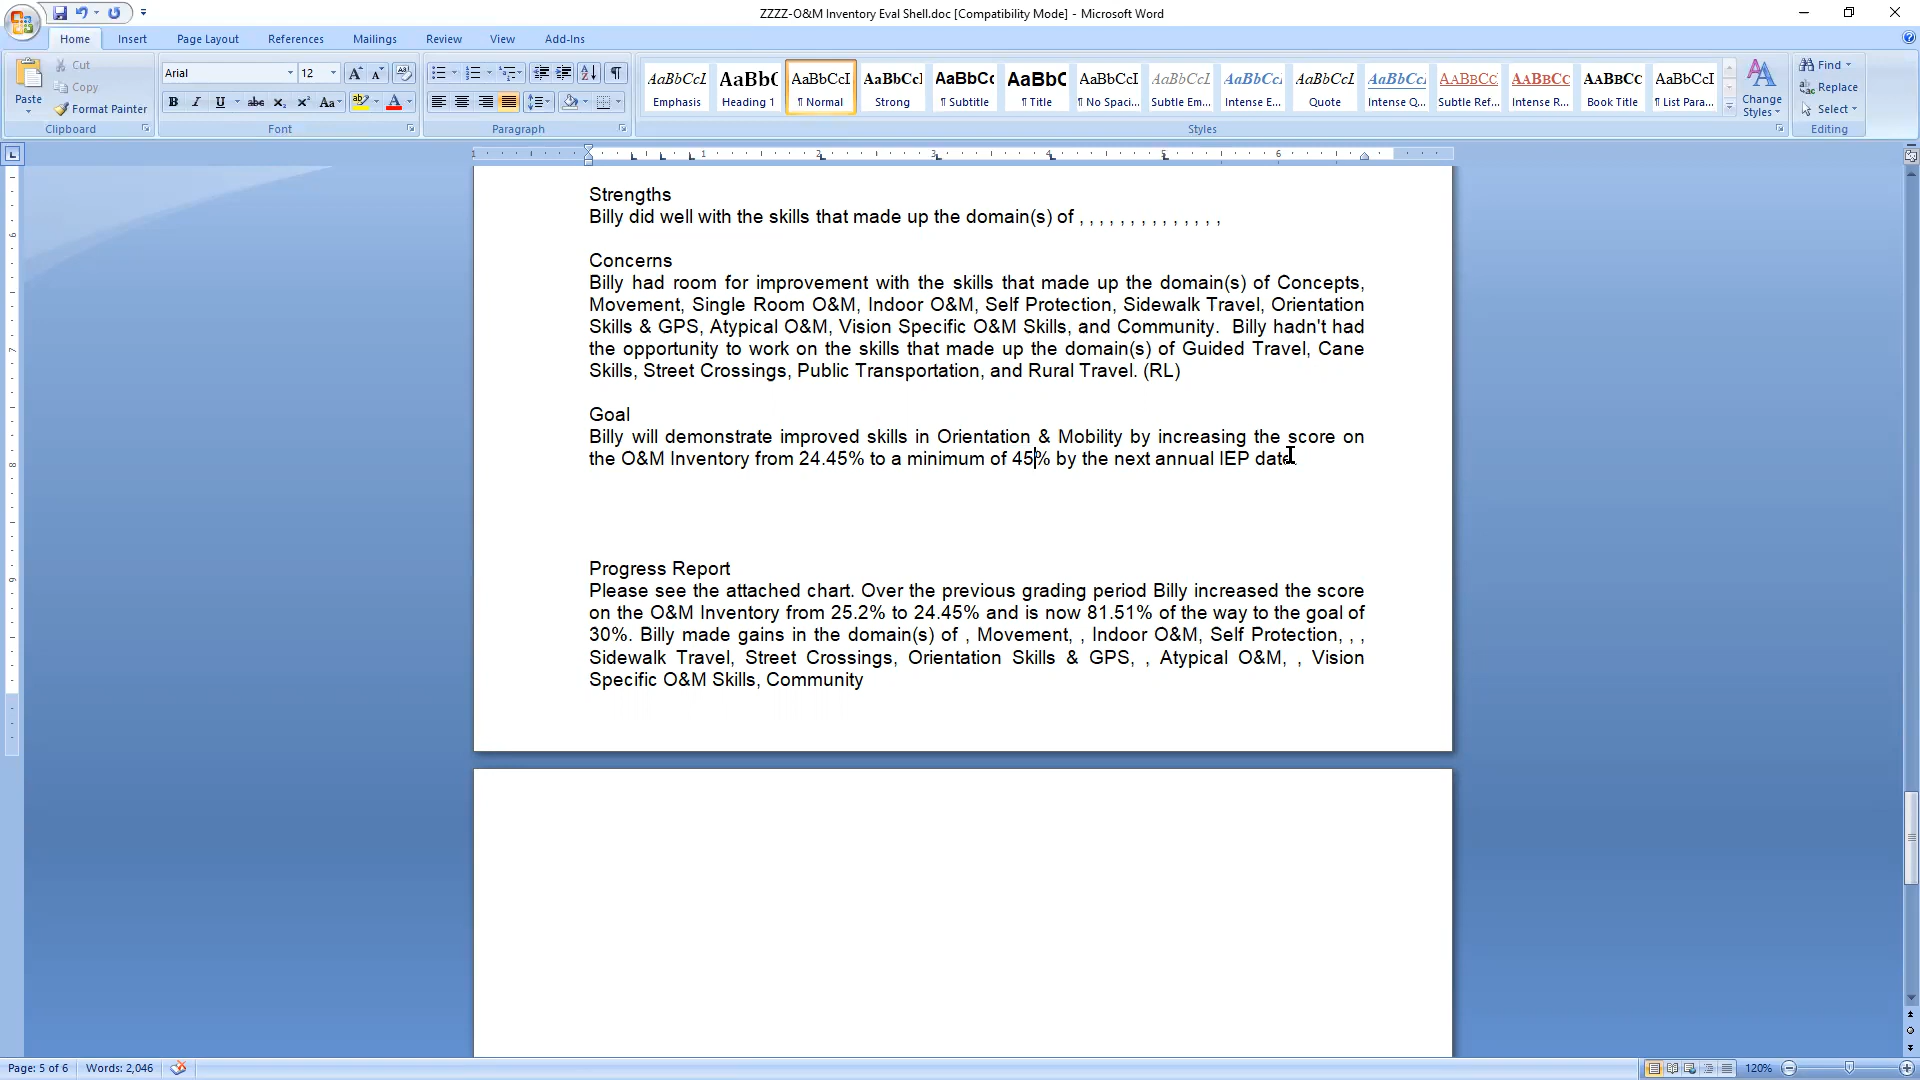 ZZZZ-O&M Inventory Eval Shell.doc [Compatibility Mode] - Microsoft Word
Home Insert Page Layout References Mailings Review View Add-Ins
Paste
Cut
Copy
Format Painter
Clipboard
Arial 12
Font
Paragraph
AaBbCcI AaBbC AaBbCcI AaBbCcI AaBbCc AaBbC AaBbCcI AaBbCcI AaBbCcI AaBbCcI AaBbCcI AaBbCc AaBbCc AaBbCc AaBbCcI
Emphasis Heading 1 ¶ Normal Strong ¶ Subtitle ¶ Title ¶ No Spaci... Subtle Em... Intense E... Quote Intense Q... Subtle Ref... Intense R... Book Title ¶ List Para...
Styles
Change Styles
Find
Replace
Select
Editing
Strengths
Billy did well with the skills that made up the domain(s) of , , , , , , , , , , , , , ,
Concerns
Billy had room for improvement with the skills that made up the domain(s) of Concepts,
Movement, Single Room O&M, Indoor O&M, Self Protection, Sidewalk Travel, Orientation
Skills & GPS, Atypical O&M, Vision Specific O&M Skills, and Community. Billy hadn't had
the opportunity to work on the skills that made up the domain(s) of Guided Travel, Cane
Skills, Street Crossings, Public Transportation, and Rural Travel. (RL)
Goal
Billy will demonstrate improved skills in Orientation & Mobility by increasing the score on
the O&M Inventory from 24.45% to a minimum of 45% by the next annual IEP date.
Progress Report
Please see the attached chart. Over the previous grading period Billy increased the score
on the O&M Inventory from 25.2% to 24.45% and is now 81.51% of the way to the goal of
30%. Billy made gains in the domain(s) of , Movement, , Indoor O&M, Self Protection, , ,
Sidewalk Travel, Street Crossings, Orientation Skills & GPS, , Atypical O&M, , Vision
Specific O&M Skills, Community
Page: 5 of 6 Words: 2,046
120%